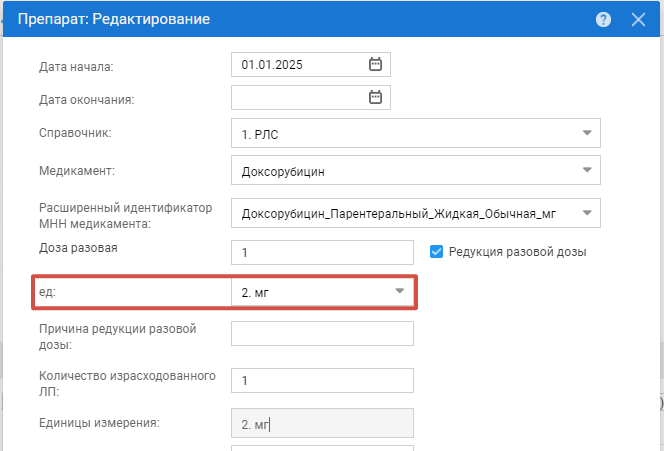 Препарат: Редактирование
Дата начала:
01.01.2025
Дата окончания:
Справочник:
1. РЛС
Медикамент:
Доксорубицин
Расширенный идентификатор
МНН медикамента:
Доксорубицин_Парентеральный_Жидкая_Обычная_мг
Доза разовая
1
Редукция разовой дозы
ед:
2. мг
Причина редукции разовой
дозы:
Количество израсходованного
ЛП:
1
Единицы измерения:
2. мг